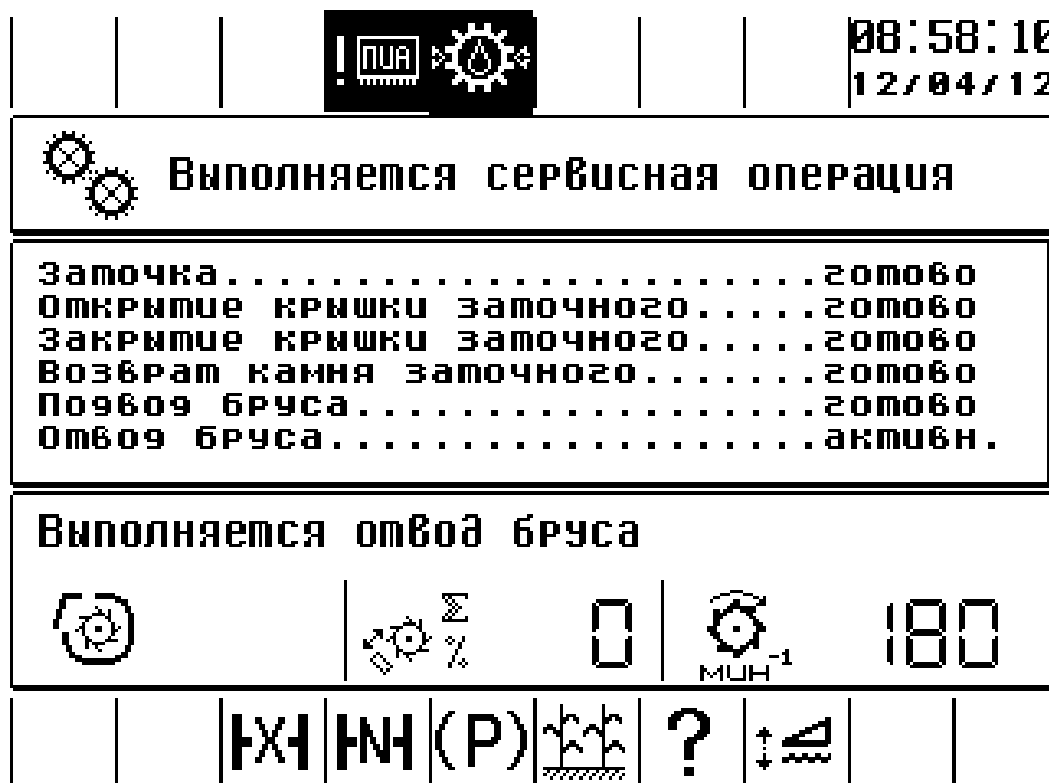 ! ПИА
08:58:10
12/04/12
Выполняется сервисная операция
Заточка.......................готово
Открытие крышки заточного.....готово
Закрытие крышки заточного.....готово
Возврат камня заточного.......готово
Подвод бруса..................готово
Отвод бруса...................активн.
Выполняется отвод бруса
Σ
%
0
мин-1
180
X N (P) ?